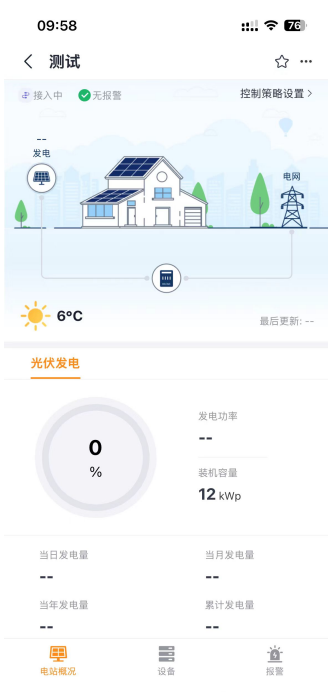 09:58
76
测试
接入中
无报警
控制策略设置
--
发电
电网
6°C
最后更新: --
光伏发电
0
%
发电功率
--
装机容量
12 kWp
当日发电量
当月发电量
--
--
当年发电量
累计发电量
--
--
电站概况
设备
报警